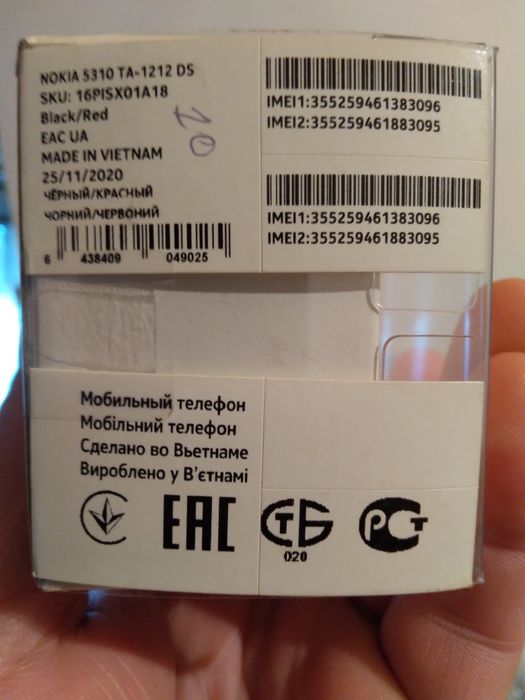 NOKIA 5310 TA-1212 DS
SKU: 16PISX01A18
Black/Red
EAC UA
MADE IN VIETNAM
25/11/2020
ЧЁРНЫЙ/КРАСНЫЙ
ЧОРНИЙ/ЧЕРВОНИЙ
6 438409 049025
20
IMEI1:355259461383096
IMEI2:355259461883095
IMEI1:355259461383096
IMEI2:355259461883095
Мобильный телефон
Мобільний телефон
Сделано во Вьетнаме
Вироблено у В'єтнамі
EAC СТБ РСТ
020